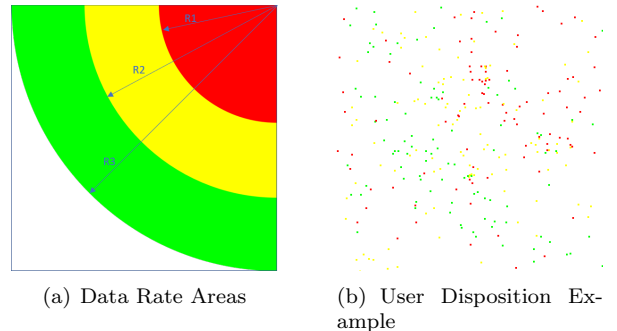 R1
R2
R3
(a) Data Rate Areas
(b) User Disposition Ex-
ample